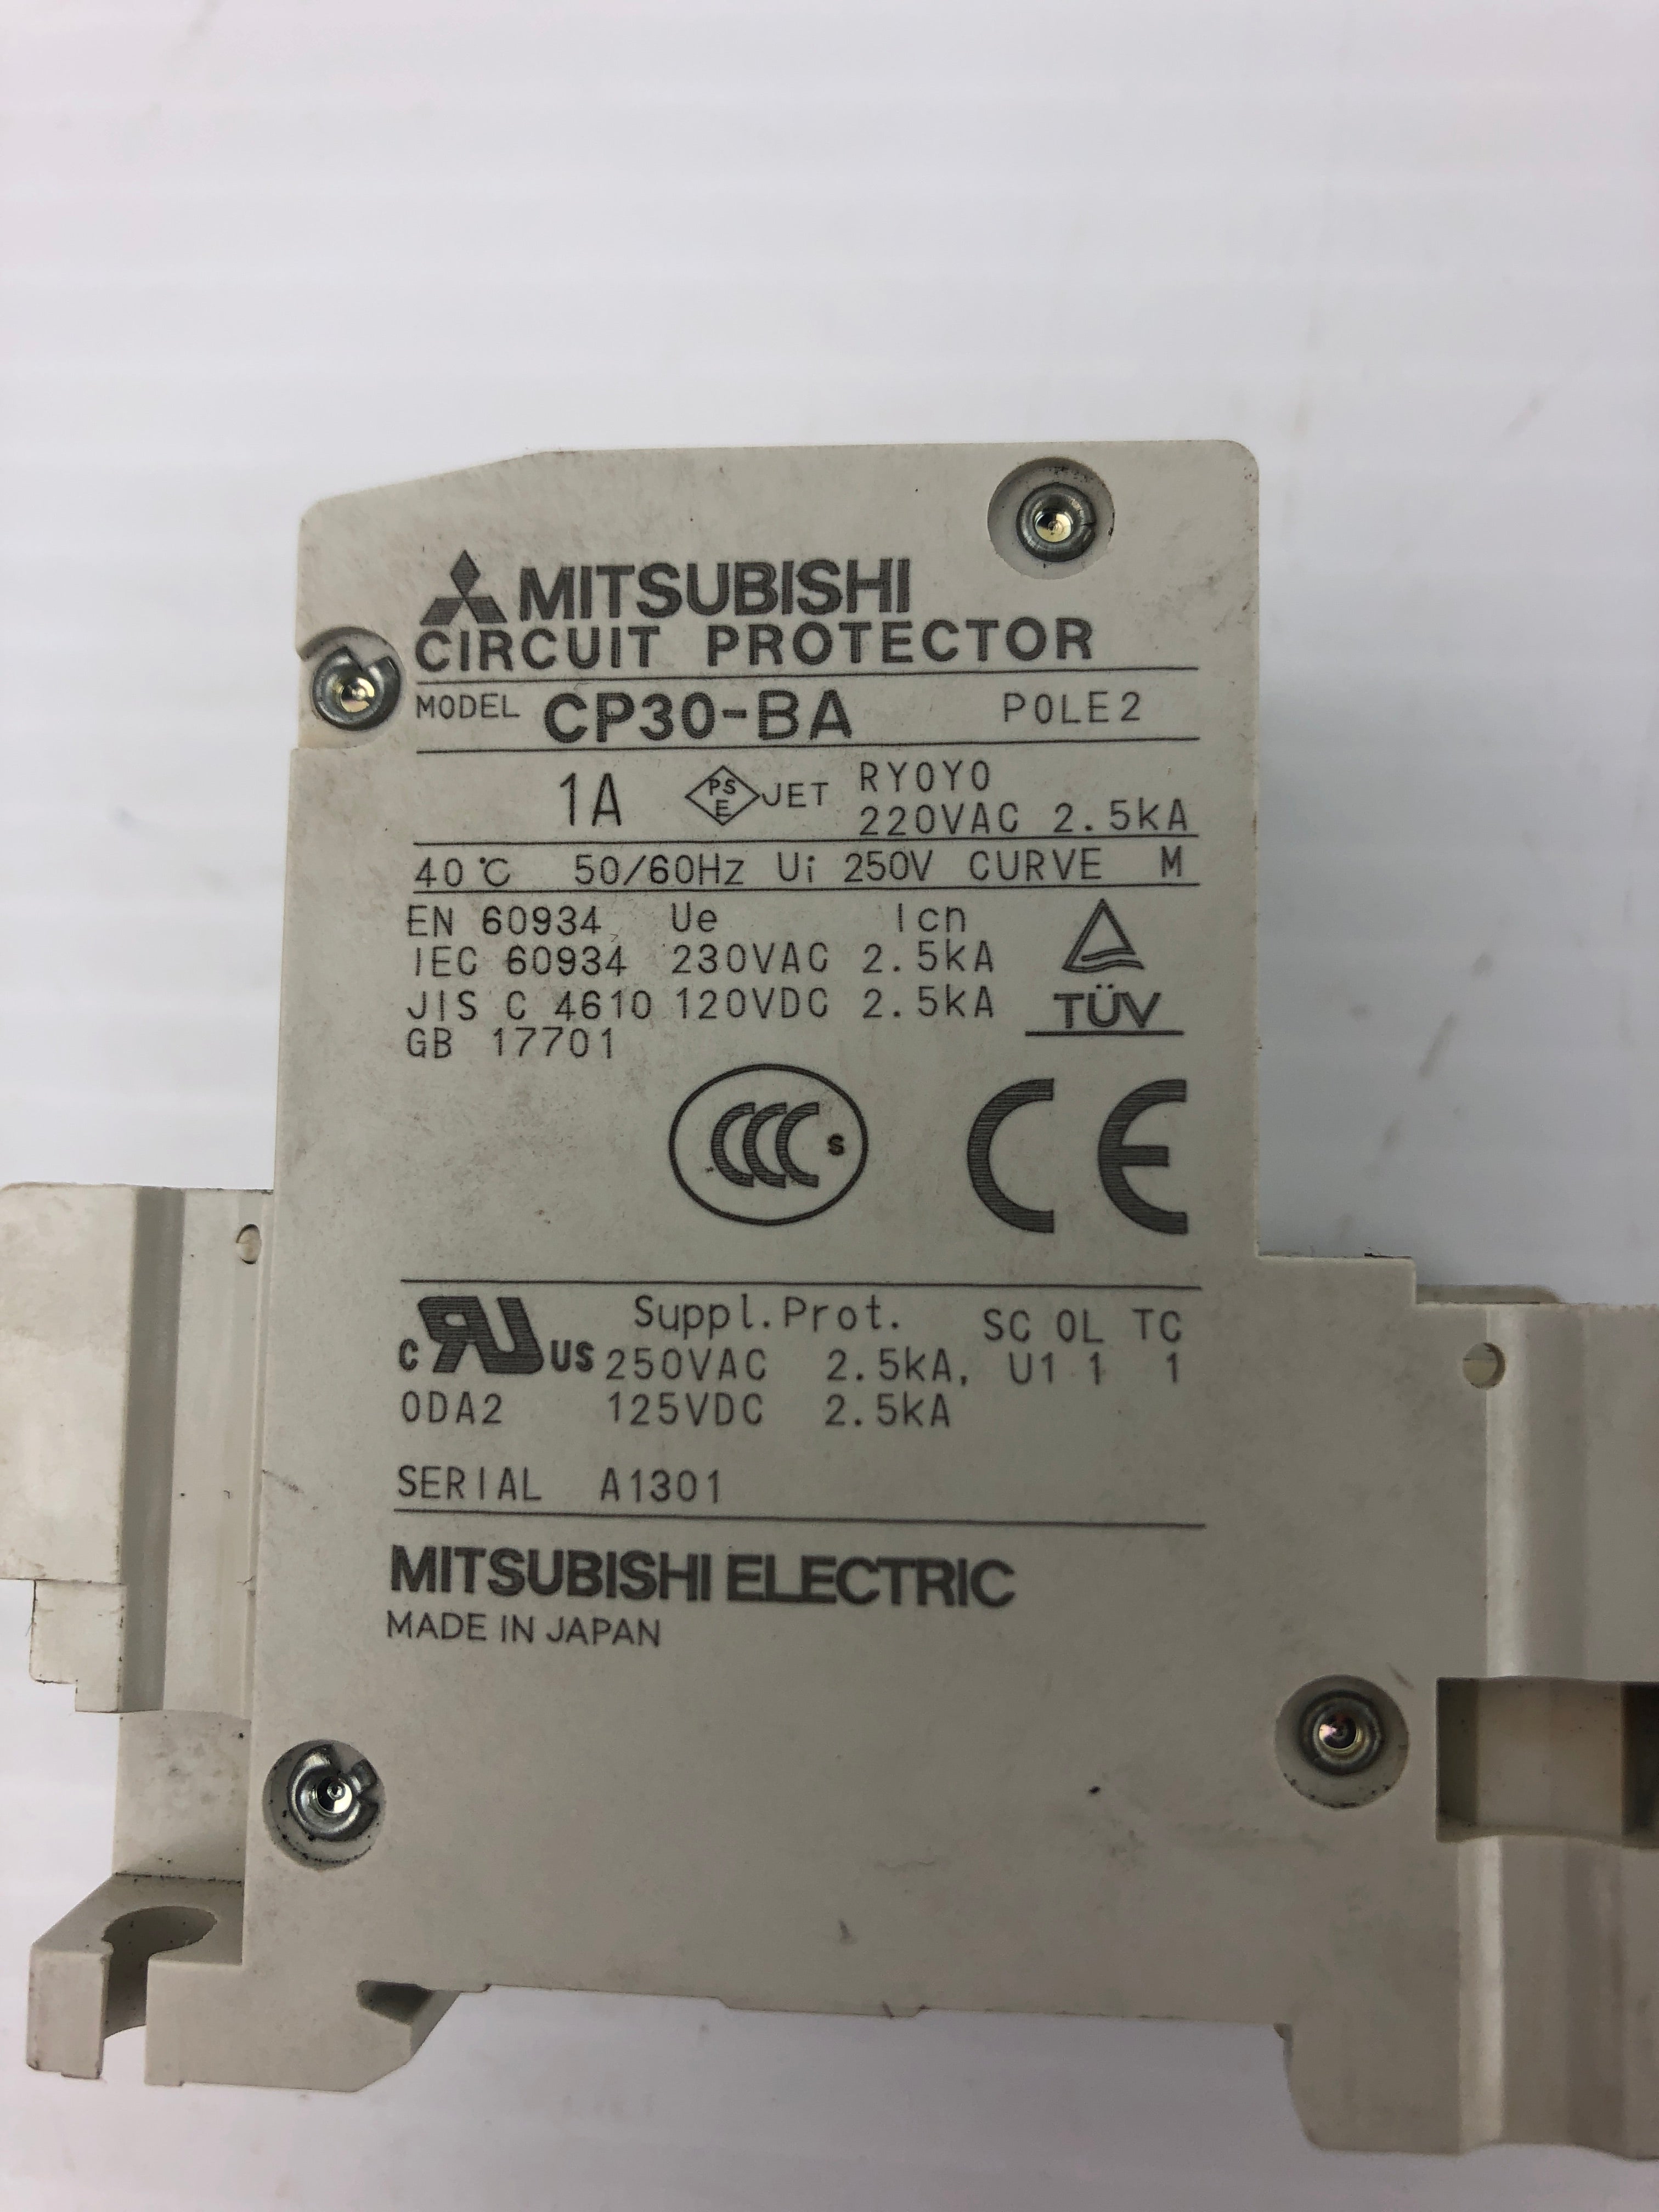 MITSUBISHI
CIRCUIT PROTECTOR
MODEL CP30-BA POLE2
1A PSE JET RYOYO
220VAC 2.5kA
40℃ 50/60Hz Ui 250V CURVE M
EN 60934 Ue Icn
IEC 60934 230VAC 2.5kA
JIS C 4610 120VDC 2.5kA
TÜV
GB 17701
CCC S CE
Suppl.Prot. SC OL TC
c RU US 250VAC 2.5kA, U1 1 1
ODA2 125VDC 2.5kA
SERIAL A1301
MITSUBISHI ELECTRIC
MADE IN JAPAN